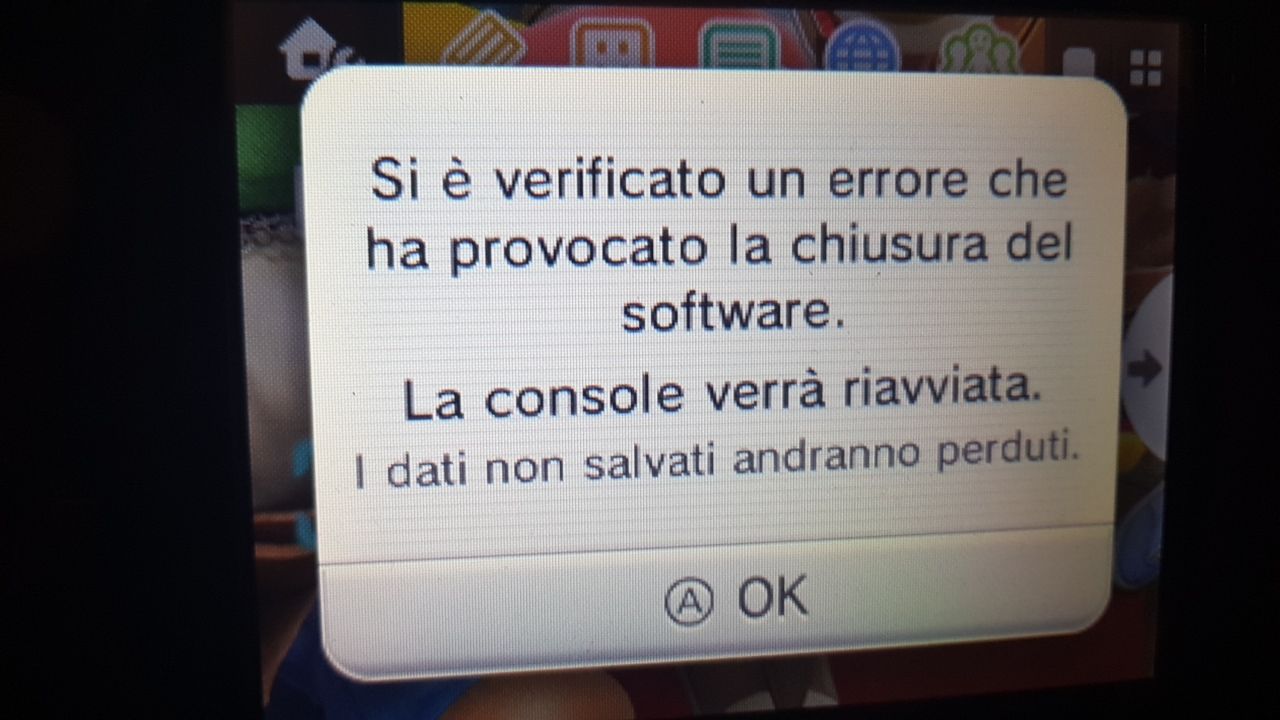 Si è verificato un errore che
ha provocato la chiusura del
software.
La console verrà riavviata.
I dati non salvati andranno perduti.
Ⓐ OK